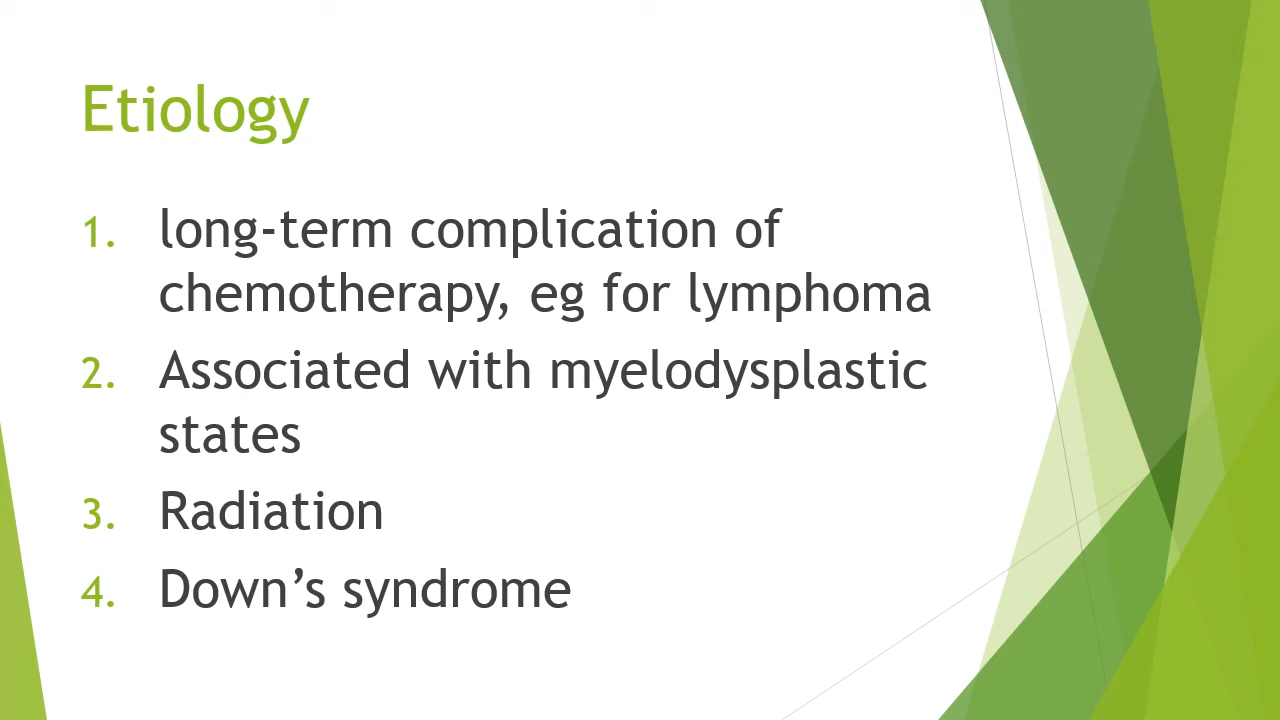 Etiology
1. long-term complication of
chemotherapy, eg for lymphoma
2. Associated with myelodysplastic
states
3. Radiation
4. Down’s syndrome